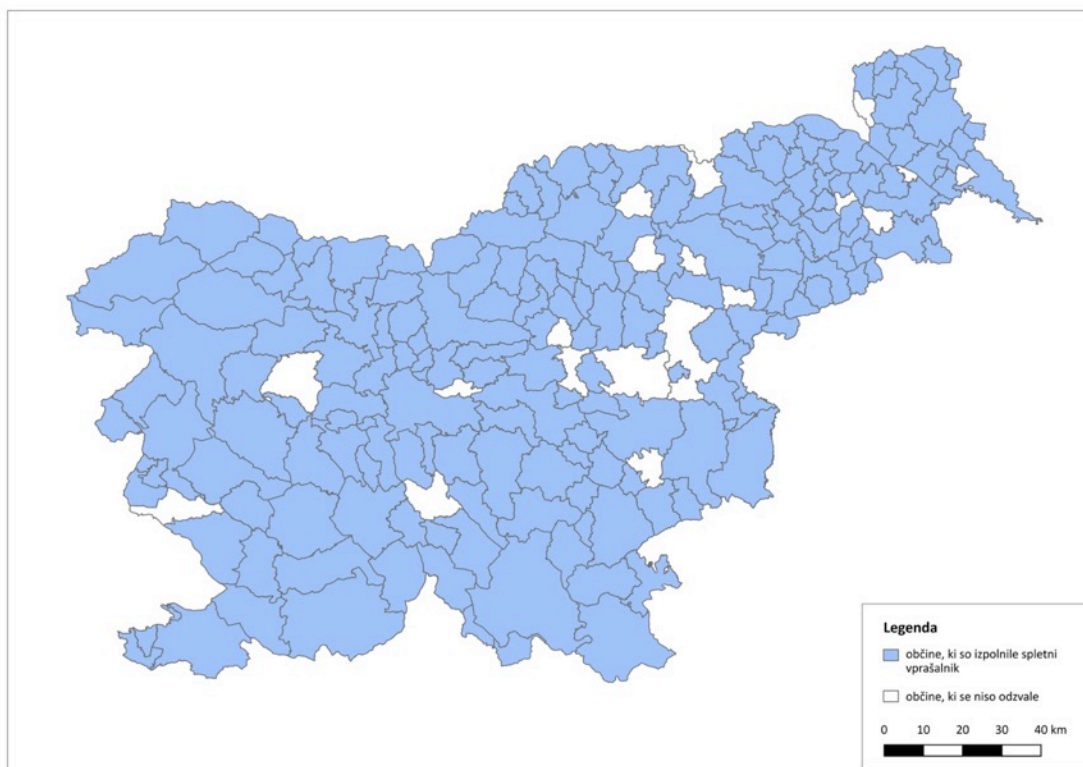 Legenda
občine, ki so izpolnile spletni
vprašalnik
občine, ki se niso odzvale
0 10 20 30 40 km